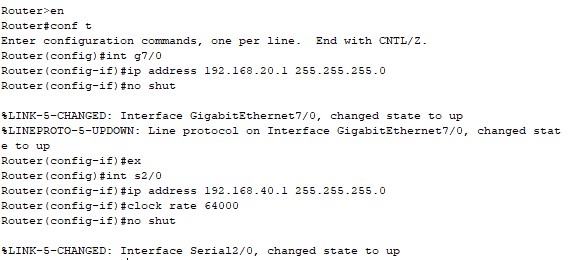 Router>en
Router#conf t
Enter configuration commands, one per line.  End with CNTL/Z.
Router(config)#int g7/0
Router(config-if)#ip address 192.168.20.1 255.255.255.0
Router(config-if)#no shut
%LINK-5-CHANGED: Interface GigabitEthernet7/0, changed state to up
%LINEPROTO-5-UPDOWN: Line protocol on Interface GigabitEthernet7/0, changed stat
e to up
Router(config-if)#ex
Router(config)#int s2/0
Router(config-if)#ip address 192.168.40.1 255.255.255.0
Router(config-if)#clock rate 64000
Router(config-if)#no shut
%LINK-5-CHANGED: Interface Serial2/0, changed state to up